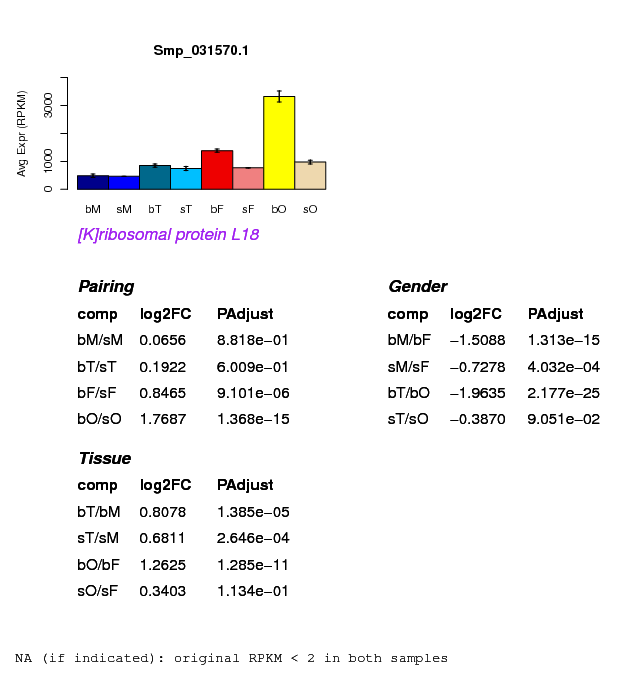 Smp_031570.1
Avg Expr (RPKM)
0 1000 3000
bM sM bT sT bF sF bO sO
[K]ribosomal protein L18
Pairing
comp log2FC PAdjust
bM/sM 0.0656 8.818e−01
bT/sT 0.1922 6.009e−01
bF/sF 0.8465 9.101e−06
bO/sO 1.7687 1.368e−15
Gender
comp log2FC PAdjust
bM/bF −1.5088 1.313e−15
sM/sF −0.7278 4.032e−04
bT/bO −1.9635 2.177e−25
sT/sO −0.3870 9.051e−02
Tissue
comp log2FC PAdjust
bT/bM 0.8078 1.385e−05
sT/sM 0.6811 2.646e−04
bO/bF 1.2625 1.285e−11
sO/sF 0.3403 1.134e−01
NA (if indicated): original RPKM < 2 in both samples